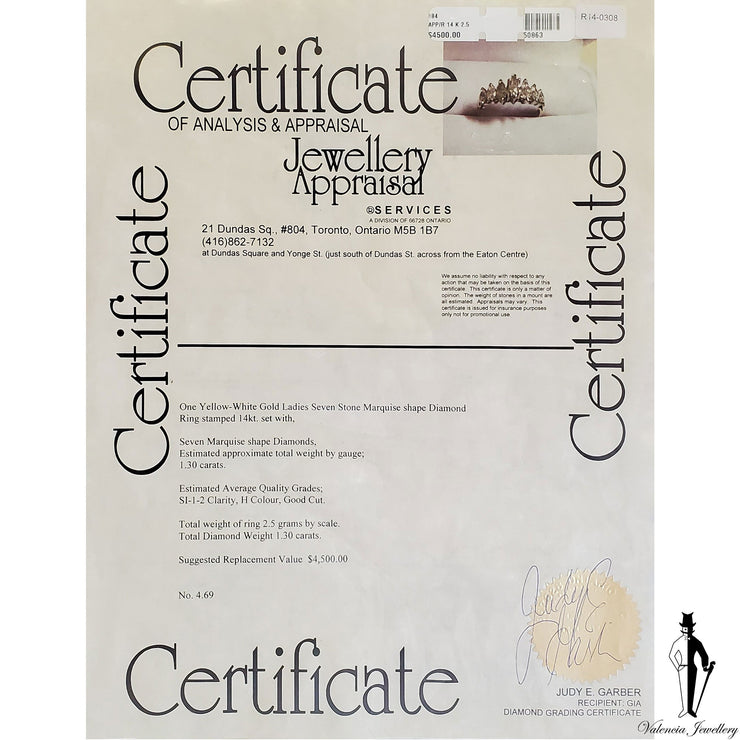 184
APP/R 14 K 2.5
$4500.00
50863
R14-0308
Certificate
OF ANALYSIS & APPRAISAL
Jewellery
Appraisal
SERVICES
A DIVISION OF 66728 ONTARIO
21 Dundas Sq., #804, Toronto, Ontario M5B 1B7
(416)862-7132
at Dundas Square and Yonge St. (just south of Dundas St. across from the Eaton Centre)
We assume no liability with respect to any
action that may be taken on the basis of this
certificate. This certificate is only a matter of
opinion. The weight of stones in a mount are
all estimated. Appraisals may vary. This
certificate is issued for insurance purposes
only not for promotional use.
Certificate
Certificate
One Yellow-White Gold Ladies Seven Stone Marquise shape Diamond
Ring stamped 14kt. set with,
Seven Marquise shape Diamonds,
Estimated approximate total weight by gauge;
1.30 carats.
Estimated Average Quality Grades;
SI-1-2 Clarity, H Colour, Good Cut.
Total weight of ring 2.5 grams by scale.
Total Diamond Weight 1.30 carats.
Suggested Replacement Value $4,500.00
No. 4.69
Certificate
JUDY E. GARBER
RECIPIENT: GIA
DIAMOND GRADING CERTIFICATE
Valencia Jewellery